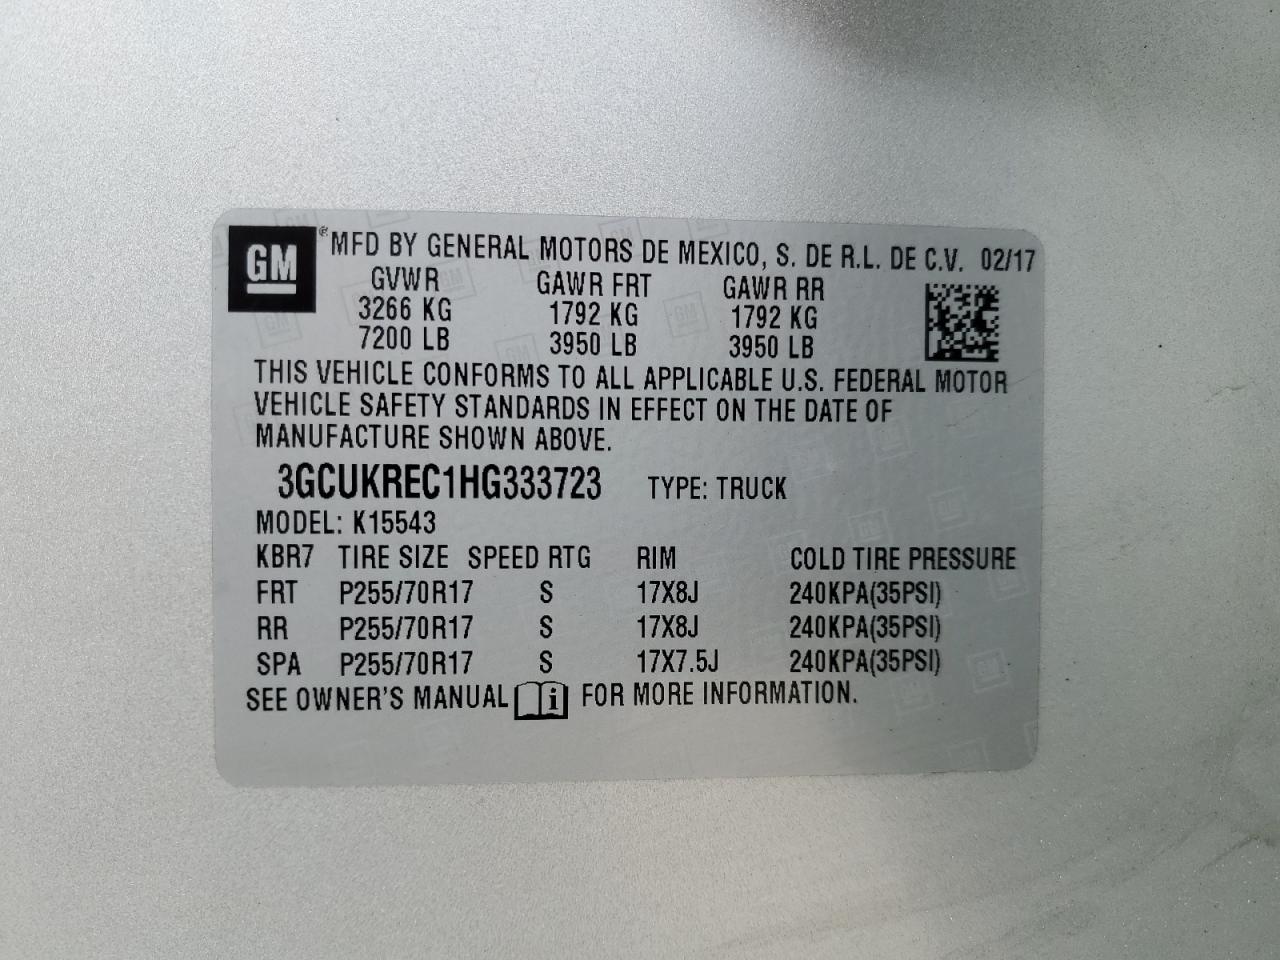 GM® MFD BY GENERAL MOTORS DE MEXICO, S. DE R.L. DE C.V. 02/17
GVWR GAWR FRT GAWR RR
3266 KG 1792 KG 1792 KG
7200 LB 3950 LB 3950 LB
THIS VEHICLE CONFORMS TO ALL APPLICABLE U.S. FEDERAL MOTOR
VEHICLE SAFETY STANDARDS IN EFFECT ON THE DATE OF
MANUFACTURE SHOWN ABOVE.
3GCUKREC1HG333723 TYPE: TRUCK
MODEL: K15543
KBR7 TIRE SIZE SPEED RTG RIM COLD TIRE PRESSURE
FRT P255/70R17 S 17X8J 240KPA(35PSI)
RR P255/70R17 S 17X8J 240KPA(35PSI)
SPA P255/70R17 S 17X7.5J 240KPA(35PSI)
SEE OWNER'S MANUAL i FOR MORE INFORMATION.